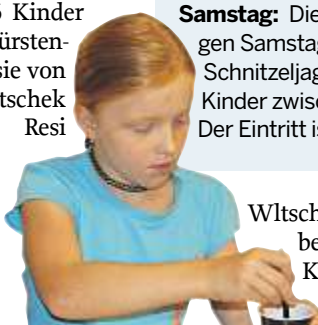 Kinder
ürsten-
sie von
tschek
Resi
Samstag: Die
gen Samstag
Schnitzeljag
Kinder zwisc
Der Eintritt is
Wltsch
be
K